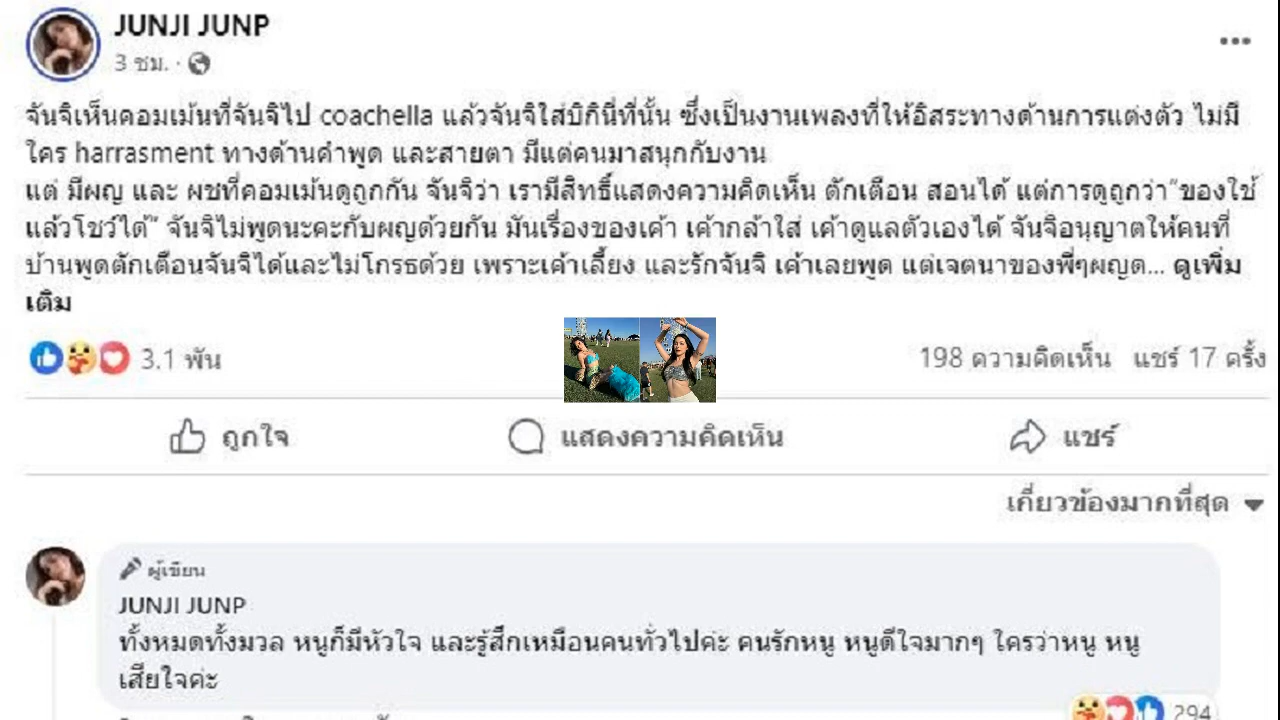 JUNJI JUNP
3 ชม. ·
จันจิเห็นคอมเม้นที่จันจิไป coachella แล้วจันจิใส่บิกินี่ที่นั้น ซึ่งเป็นงานเพลงที่ให้อิสระทางด้านการแต่งตัว ไม่มี
ใคร harrasment ทางด้านคำพูด และสายตา มีแต่คนมาสนุกกับงาน
แต่ มีผญ และ ผชที่คอมเม้นดูถูกกัน จันจิว่า เรามีสิทธิ์แสดงความคิดเห็น ตักเตือน สอนได้ แต่การดูถูกว่า"ของใช้
แล้วโชว์ได้" จันจิไม่พูดนะคะกับผญด้วยกัน มันเรื่องของเค้า เค้ากล้าใส่ เค้าดูแลตัวเองได้ จันจิอนุญาตให้คนที่
บ้านพูดตักเตือนจันจิได้และไม่โกรธด้วย เพราะเค้าเลี้ยง และรักจันจิ เค้าเลยพูด แต่เจตนาของพี่ๆผญด... ดูเพิ่ม
เติม
3.1 พัน 198 ความคิดเห็น แชร์ 17 ครั้ง
ถูกใจ แสดงความคิดเห็น แชร์
เกี่ยวข้องมากที่สุด
ผู้เขียน
JUNJI JUNP
ทั้งหมดทั้งมวล หนูก็มีหัวใจ และรู้สึกเหมือนคนทั่วไปค่ะ คนรักหนู หนูดีใจมากๆ ใครว่าหนู หนู
เสียใจค่ะ
294